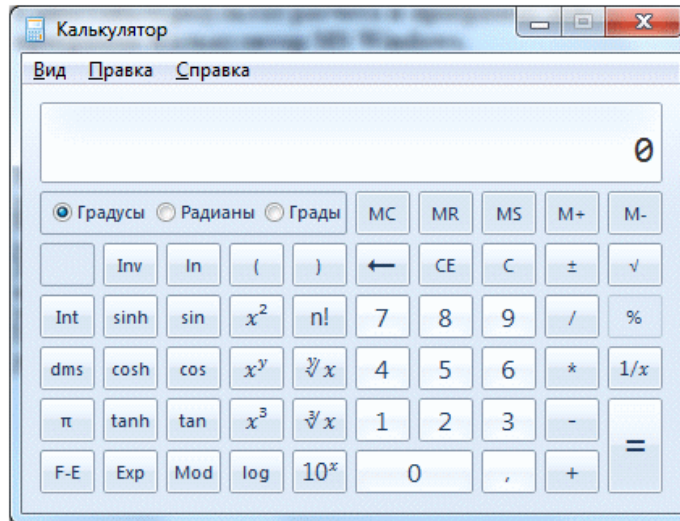 Калькулятор
Вид Правка Справка
0
Градусы Радианы Грады MC MR MS M+ M-
Inv ln ( ) ← CE C ± √
Int sinh sin x² n! 7 8 9 / %
dms cosh cos xʸ ʸ√x 4 5 6 * 1/x
π tanh tan x³ ³√x 1 2 3 - =
F-E Exp Mod log 10ˣ 0 , +